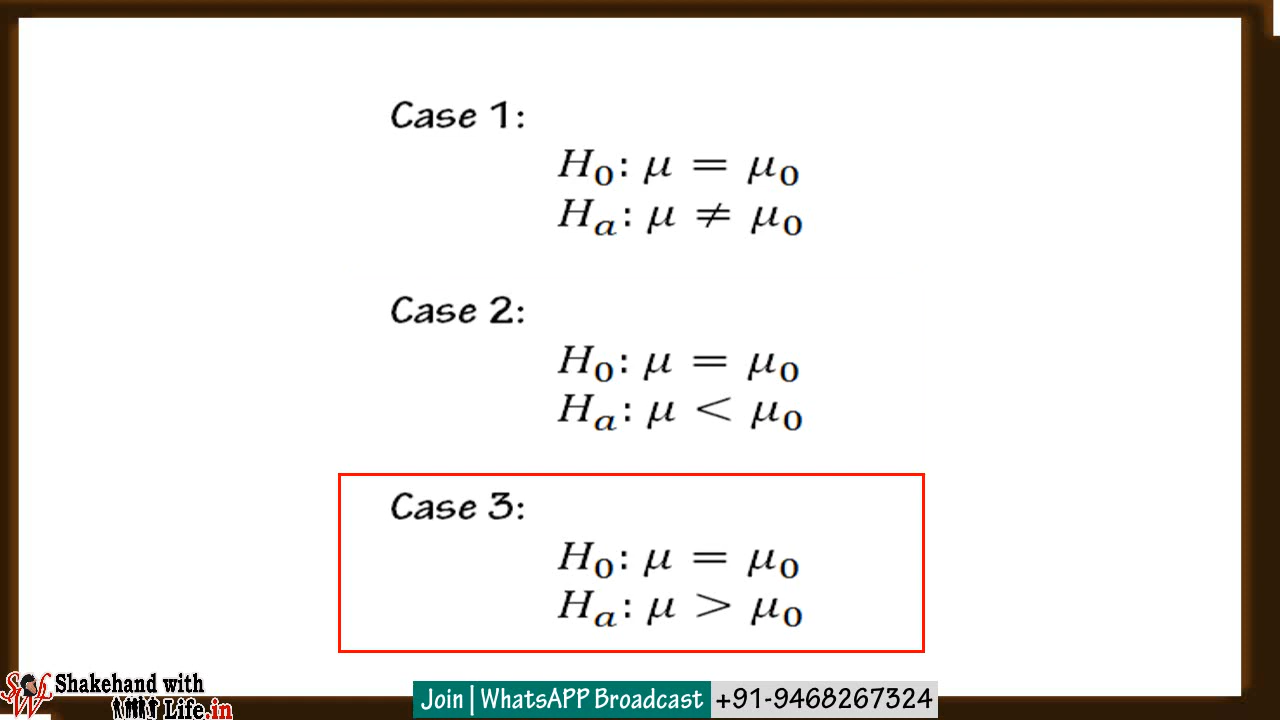 Case 1:
H₀: μ = μ₀
Hₐ: μ ≠ μ₀
Case 2:
H₀: μ = μ₀
Hₐ: μ < μ₀
Case 3:
H₀: μ = μ₀
Hₐ: μ > μ₀
Shakehand with
Life.in
Join | WhatsAPP Broadcast +91-9468267324